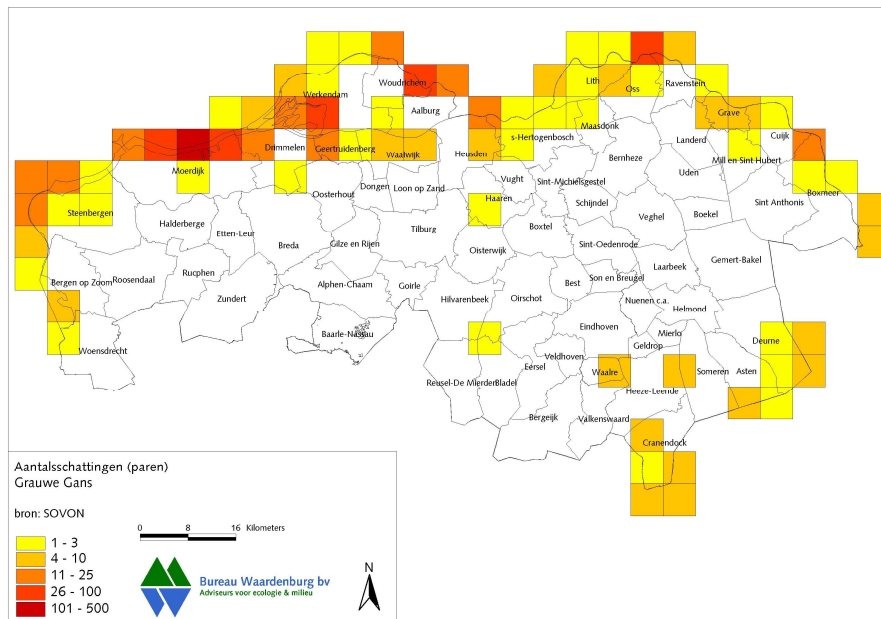 Woudrichem
Werkendam
Aalburg
Lith
Oss
Ravenstein
Maasdonk
Grave
s-Hertogenbosch
Landerd
Cuijk
Mill en Sint Hubert
Drimmelen
Geertruidenberg
Waalwijk
Heusden
Bernheze
Moerdijk
Oosterhout
Dongen
Loon op Zand
Vught
Sint-Michielsgestel
Uden
Boxmeer
Haaren
Schijndel
Sint Anthonis
Steenbergen
Halderberge
Etten-Leur
Breda
Gilze en Rijen
Tilburg
Boxtel
Veghel
Boekel
Oisterwijk
Sint-Oedenrode
Gemert-Bakel
Bergen op Zoom
Roosendaal
Rucphen
Laarbeek
Zundert
Alphen-Chaam
Goirle
Hilvarenbeek
Oirschot
Best
Son en Breugel
Nuenen c.a.
Helmond
Baarle-Nassau
Eindhoven
Mierlo
Deurne
Woensdrecht
Geldrop
Veldhoven
Eersel
Waalre
Someren
Asten
Reusel-De Mierden
Bladel
Heeze-Leende
Bergeijk
Valkenswaard
Cranendock
Aantalsschattingen (paren)
Grauwe Gans
bron: SOVON
0 8 16 Kilometers
1 - 3
4 - 10
11 - 25
26 - 100
101 - 500
Bureau Waardenburg bv
Adviseurs voor ecologie & milieu
N